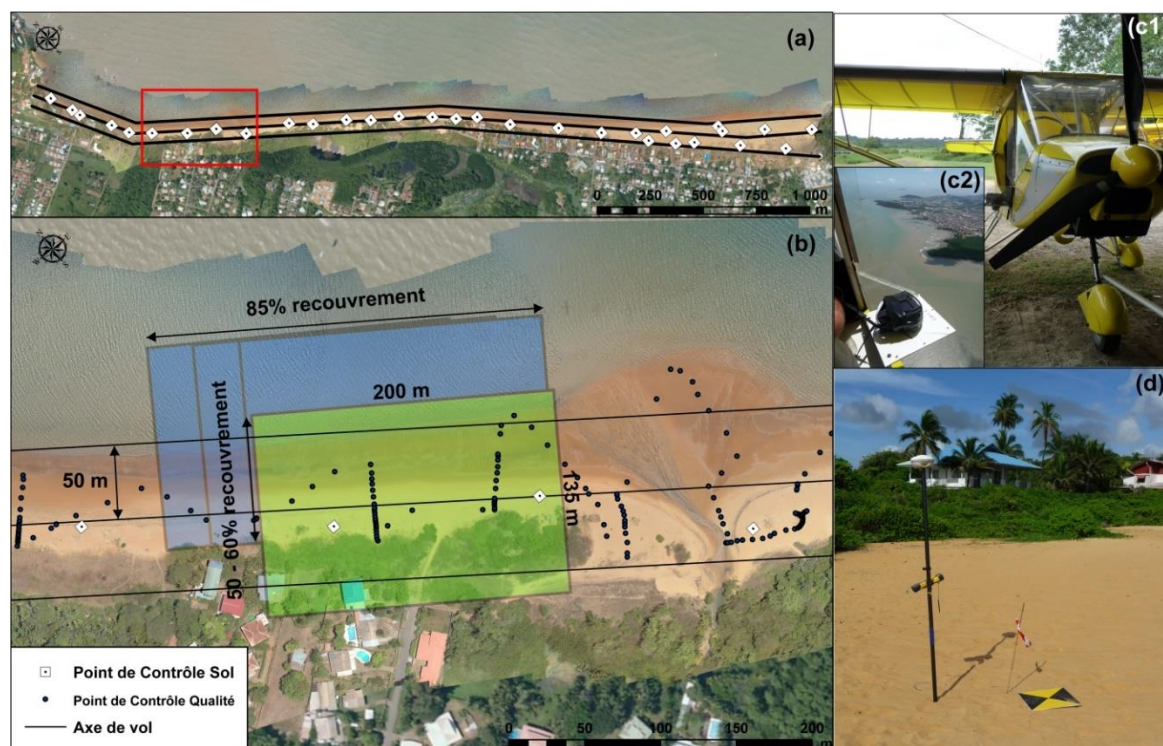 (a)
0 250 500 750 1 000
m
(b)
85% recouvrement
200 m
50 m
50 - 60% recouvrement
135 m
Point de Contrôle Sol
Point de Contrôle Qualité
Axe de vol
0 50 100 150 200
m
(c1)
(c2)
(d)